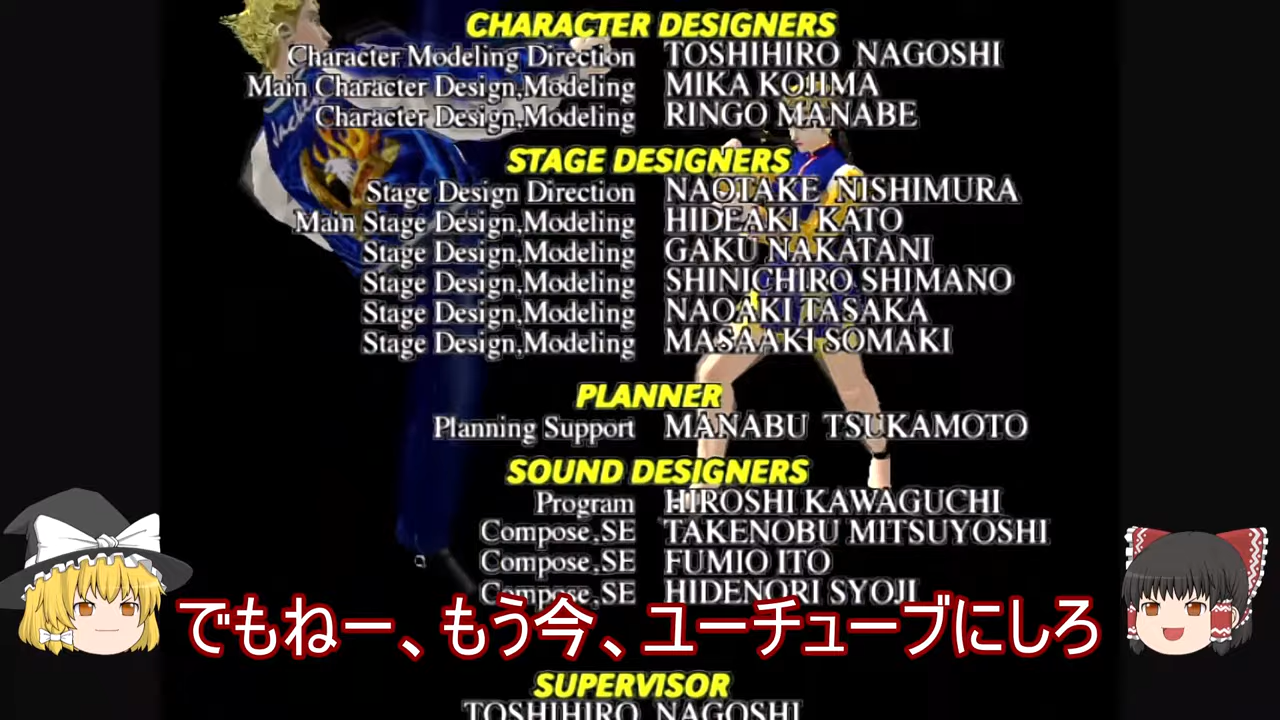 CHARACTER DESIGNERS
Character Modeling Direction TOSHIHIRO NAGOSHI
Main Character Design,Modeling MIKA KOJIMA
Character Design,Modeling RINGO MANABE
STAGE DESIGNERS
Stage Design Direction NAOTAKE NISHIMURA
Main Stage Design,Modeling HIDEAKI KATO
Stage Design,Modeling GAKU NAKATANI
Stage Design,Modeling SHINICHIRO SHIMANO
Stage Design,Modeling NAOAKI TASAKA
Stage Design,Modeling MASAAKI SOMAKI
PLANNER
Planning Support MANABU TSUKAMOTO
SOUND DESIGNERS
Program HIROSHI KAWAGUCHI
Compose,SE TAKENOBU MITSUYOSHI
Compose,SE FUMIO ITO
Compose,SE HIDENORI SYOJI
でもねー、もう今、ユーチューブにしろ
SUPERVISOR
TOSHIHIRO NAGOSHI